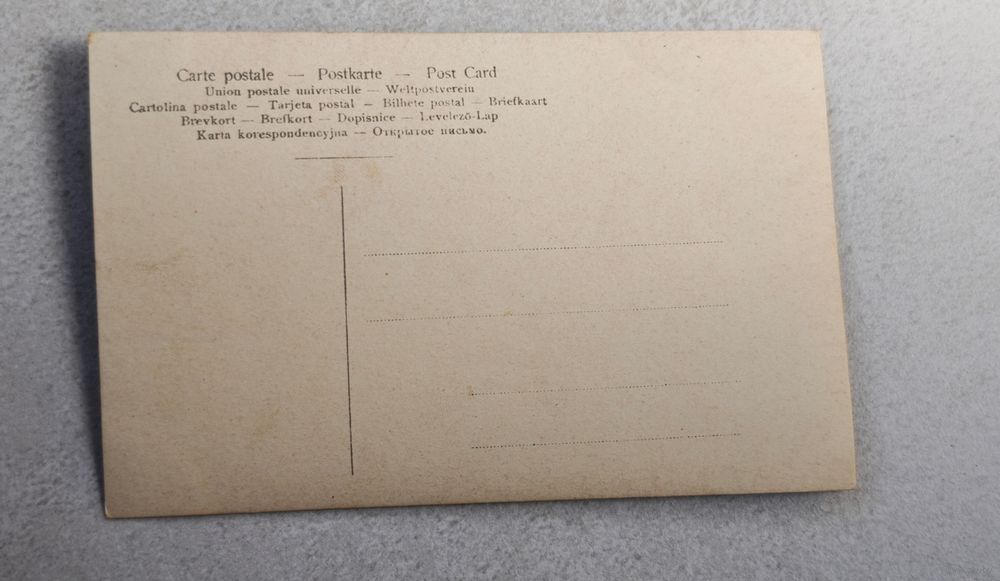 Carte postale — Postkarte — Post Card
Union postale universelle — Weltpostverein
Cartolina postale — Tarjeta postal — Bilhete postal — Briefkaart
Brevkort — Brefkort — Dopisnice — Levelező-Lap
Karta korespondencyjna — Открытое письмо.